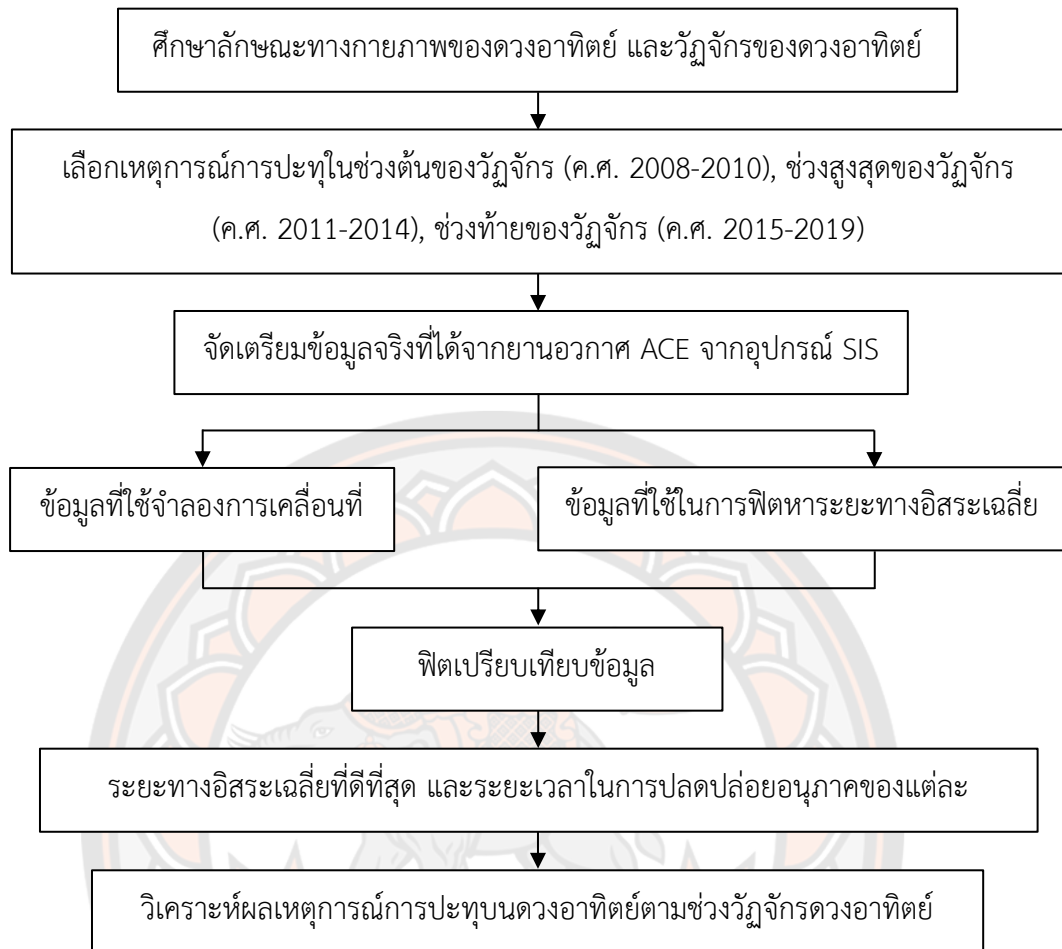 ศึกษาลักษณะทางกายภาพของดวงอาทิตย์ และวัฏจักรของดวงอาทิตย์
เลือกเหตุการณ์การปะทุในช่วงต้นของวัฏจักร (ค.ศ. 2008-2010), ช่วงสูงสุดของวัฏจักร
(ค.ศ. 2011-2014), ช่วงท้ายของวัฏจักร (ค.ศ. 2015-2019)
จัดเตรียมข้อมูลจริงที่ได้จากยานอวกาศ ACE จากอุปกรณ์ SIS
ข้อมูลที่ใช้จำลองการเคลื่อนที่
ข้อมูลที่ใช้ในการฟิตหาระยะทางอิสระเฉลี่ย
ฟิตเปรียบเทียบข้อมูล
ระยะทางอิสระเฉลี่ยที่ดีที่สุด และระยะเวลาในการปลดปล่อยอนุภาคของแต่ละ
วิเคราะห์ผลเหตุการณ์การปะทุบนดวงอาทิตย์ตามช่วงวัฏจักรดวงอาทิตย์